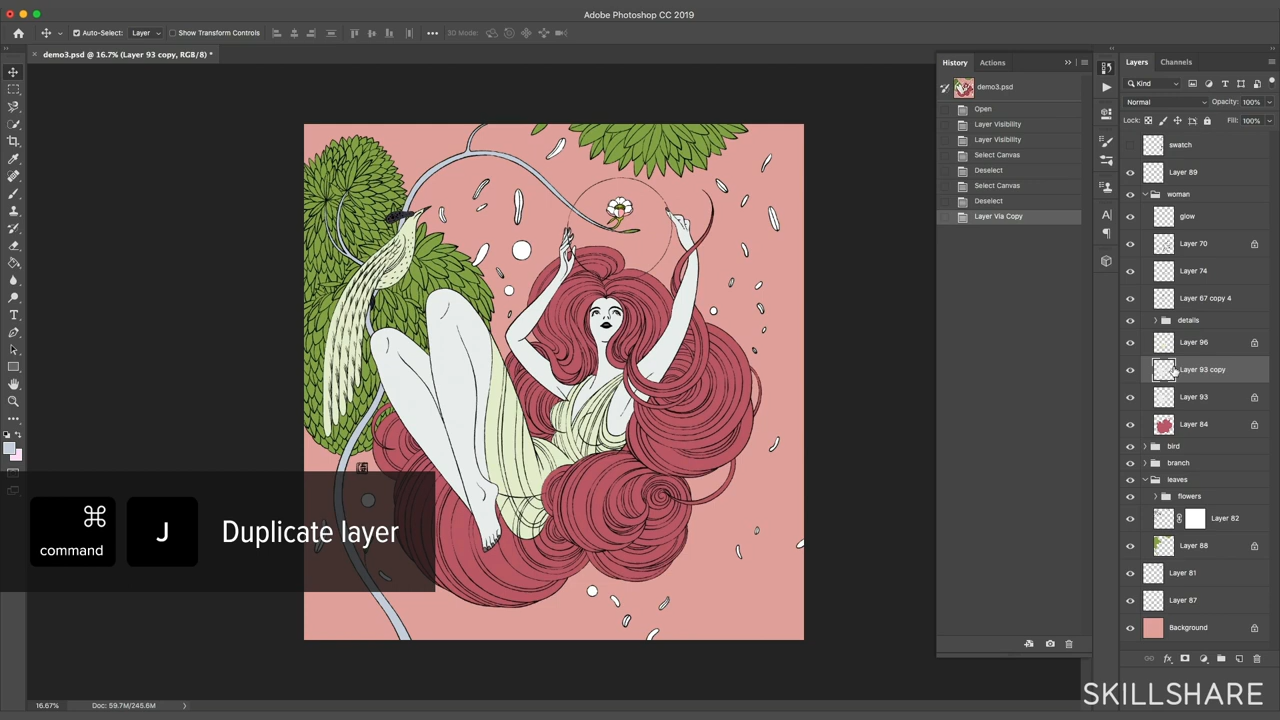 Adobe Photoshop CC 2019
Auto-Select: Layer Show Transform Controls 3D Mode:
demo3.psd @ 16.7% (Layer 93 copy, RGB/8) *
History Actions
demo3.psd
Open
Layer Visibility
Layer Visibility
Select Canvas
Deselect
Select Canvas
Deselect
Layer Via Copy
Layers Channels
Kind
Normal Opacity: 100%
Lock: Fill: 100%
swatch
Layer 89
woman
glow
Layer 70
Layer 74
Layer 67 copy 4
details
Layer 96
Layer 93 copy
Layer 93
Layer 84
bird
branch
leaves
flowers
Layer 82
Layer 88
Layer 81
Layer 87
Background
⌘
command
J
Duplicate layer
16.67% Doc: 59.7M/245.6M
SKILLSHARE